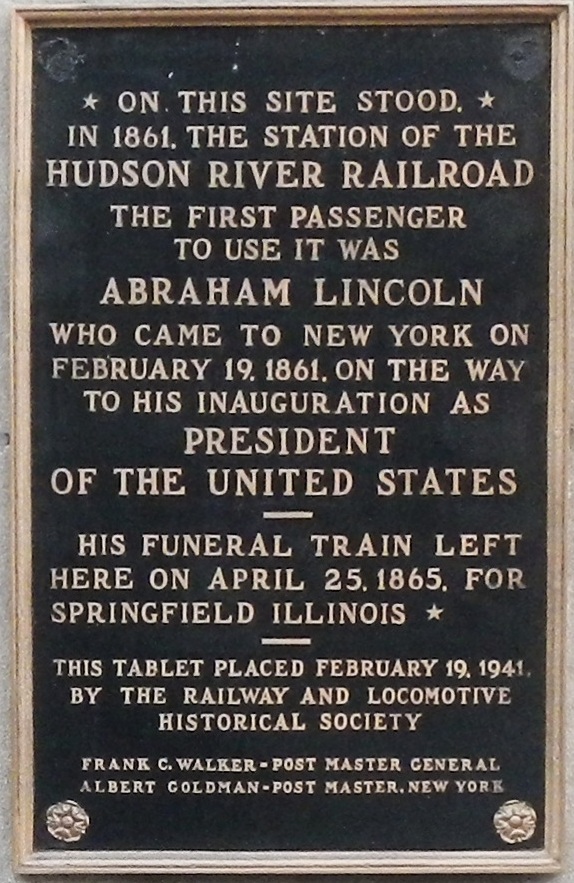 ★ ON THIS SITE STOOD, ★
IN 1861, THE STATION OF THE
HUDSON RIVER RAILROAD
THE FIRST PASSENGER
TO USE IT WAS
ABRAHAM LINCOLN
WHO CAME TO NEW YORK ON
FEBRUARY 19, 1861, ON THE WAY
TO HIS INAUGURATION AS
PRESIDENT
OF THE UNITED STATES
HIS FUNERAL TRAIN LEFT
HERE ON APRIL 25, 1865, FOR
SPRINGFIELD ILLINOIS ★
THIS TABLET PLACED FEBRUARY 19, 1941,
BY THE RAILWAY AND LOCOMOTIVE
HISTORICAL SOCIETY
FRANK C. WALKER - POST MASTER GENERAL
ALBERT GOLDMAN - POST MASTER, NEW YORK